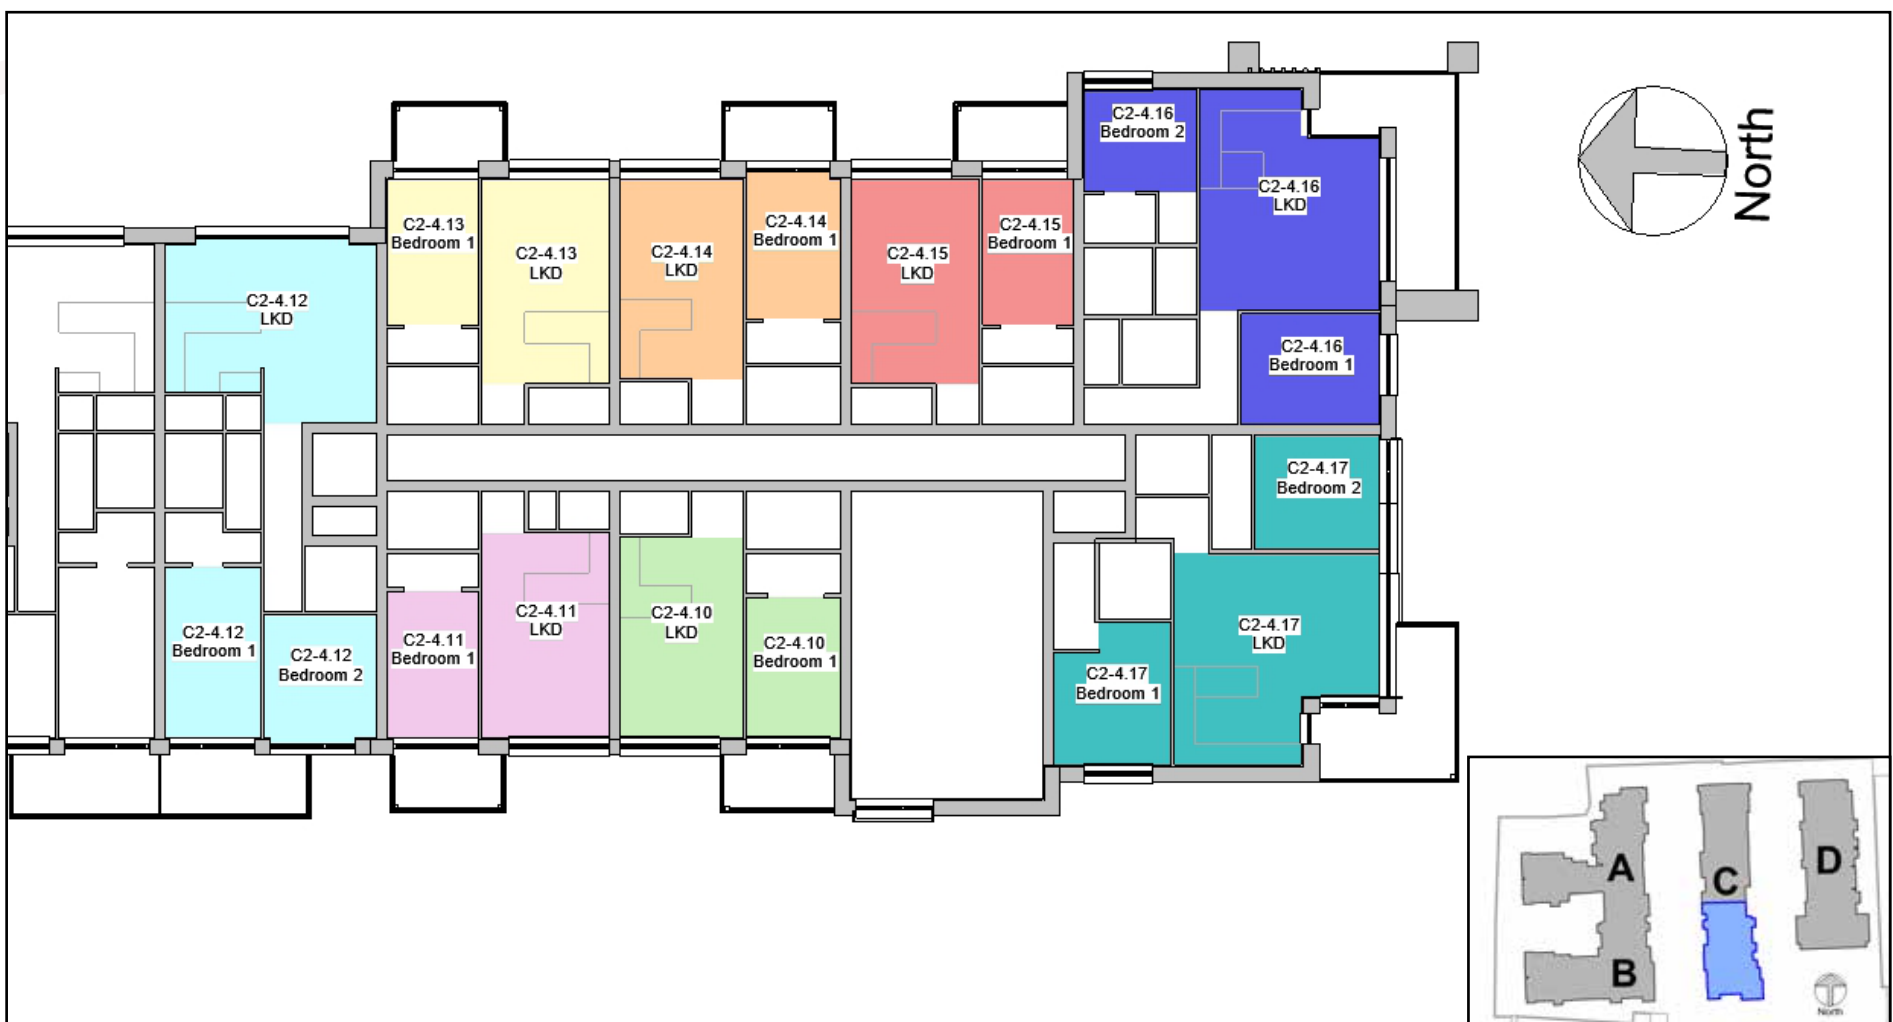 C2-4.16
Bedroom 2
C2-4.16
LKD
North
C2-4.13
Bedroom 1
C2-4.13
LKD
C2-4.14
LKD
C2-4.14
Bedroom 1
C2-4.15
LKD
C2-4.15
Bedroom 1
C2-4.12
LKD
C2-4.16
Bedroom 1
C2-4.17
Bedroom 2
C2-4.12
Bedroom 1
C2-4.12
Bedroom 2
C2-4.11
Bedroom 1
C2-4.11
LKD
C2-4.10
LKD
C2-4.10
Bedroom 1
C2-4.17
Bedroom 1
C2-4.17
LKD
A
C
D
B
North